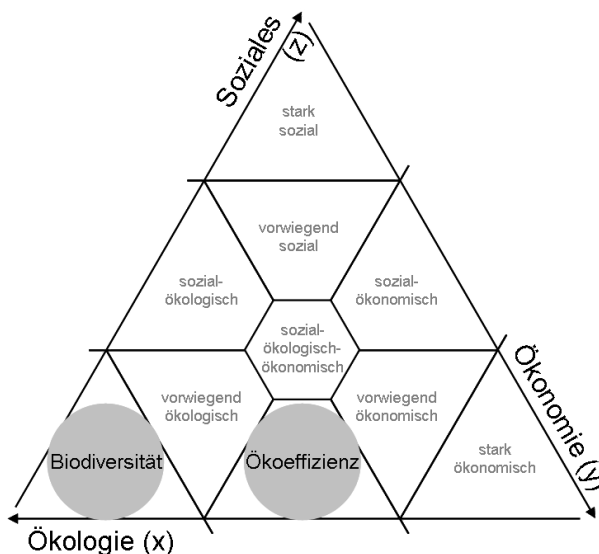 Soziales
(z)
stark
sozial
vorwiegend
sozial
sozial-
ökologisch
sozial-
ökonomisch
sozial-
ökologisch-
ökonomisch
vorwiegend
ökologisch
vorwiegend
ökonomisch
Biodiversität
Ökoeffizienz
stark
ökonomisch
Ökologie (x)
Ökonomie (y)